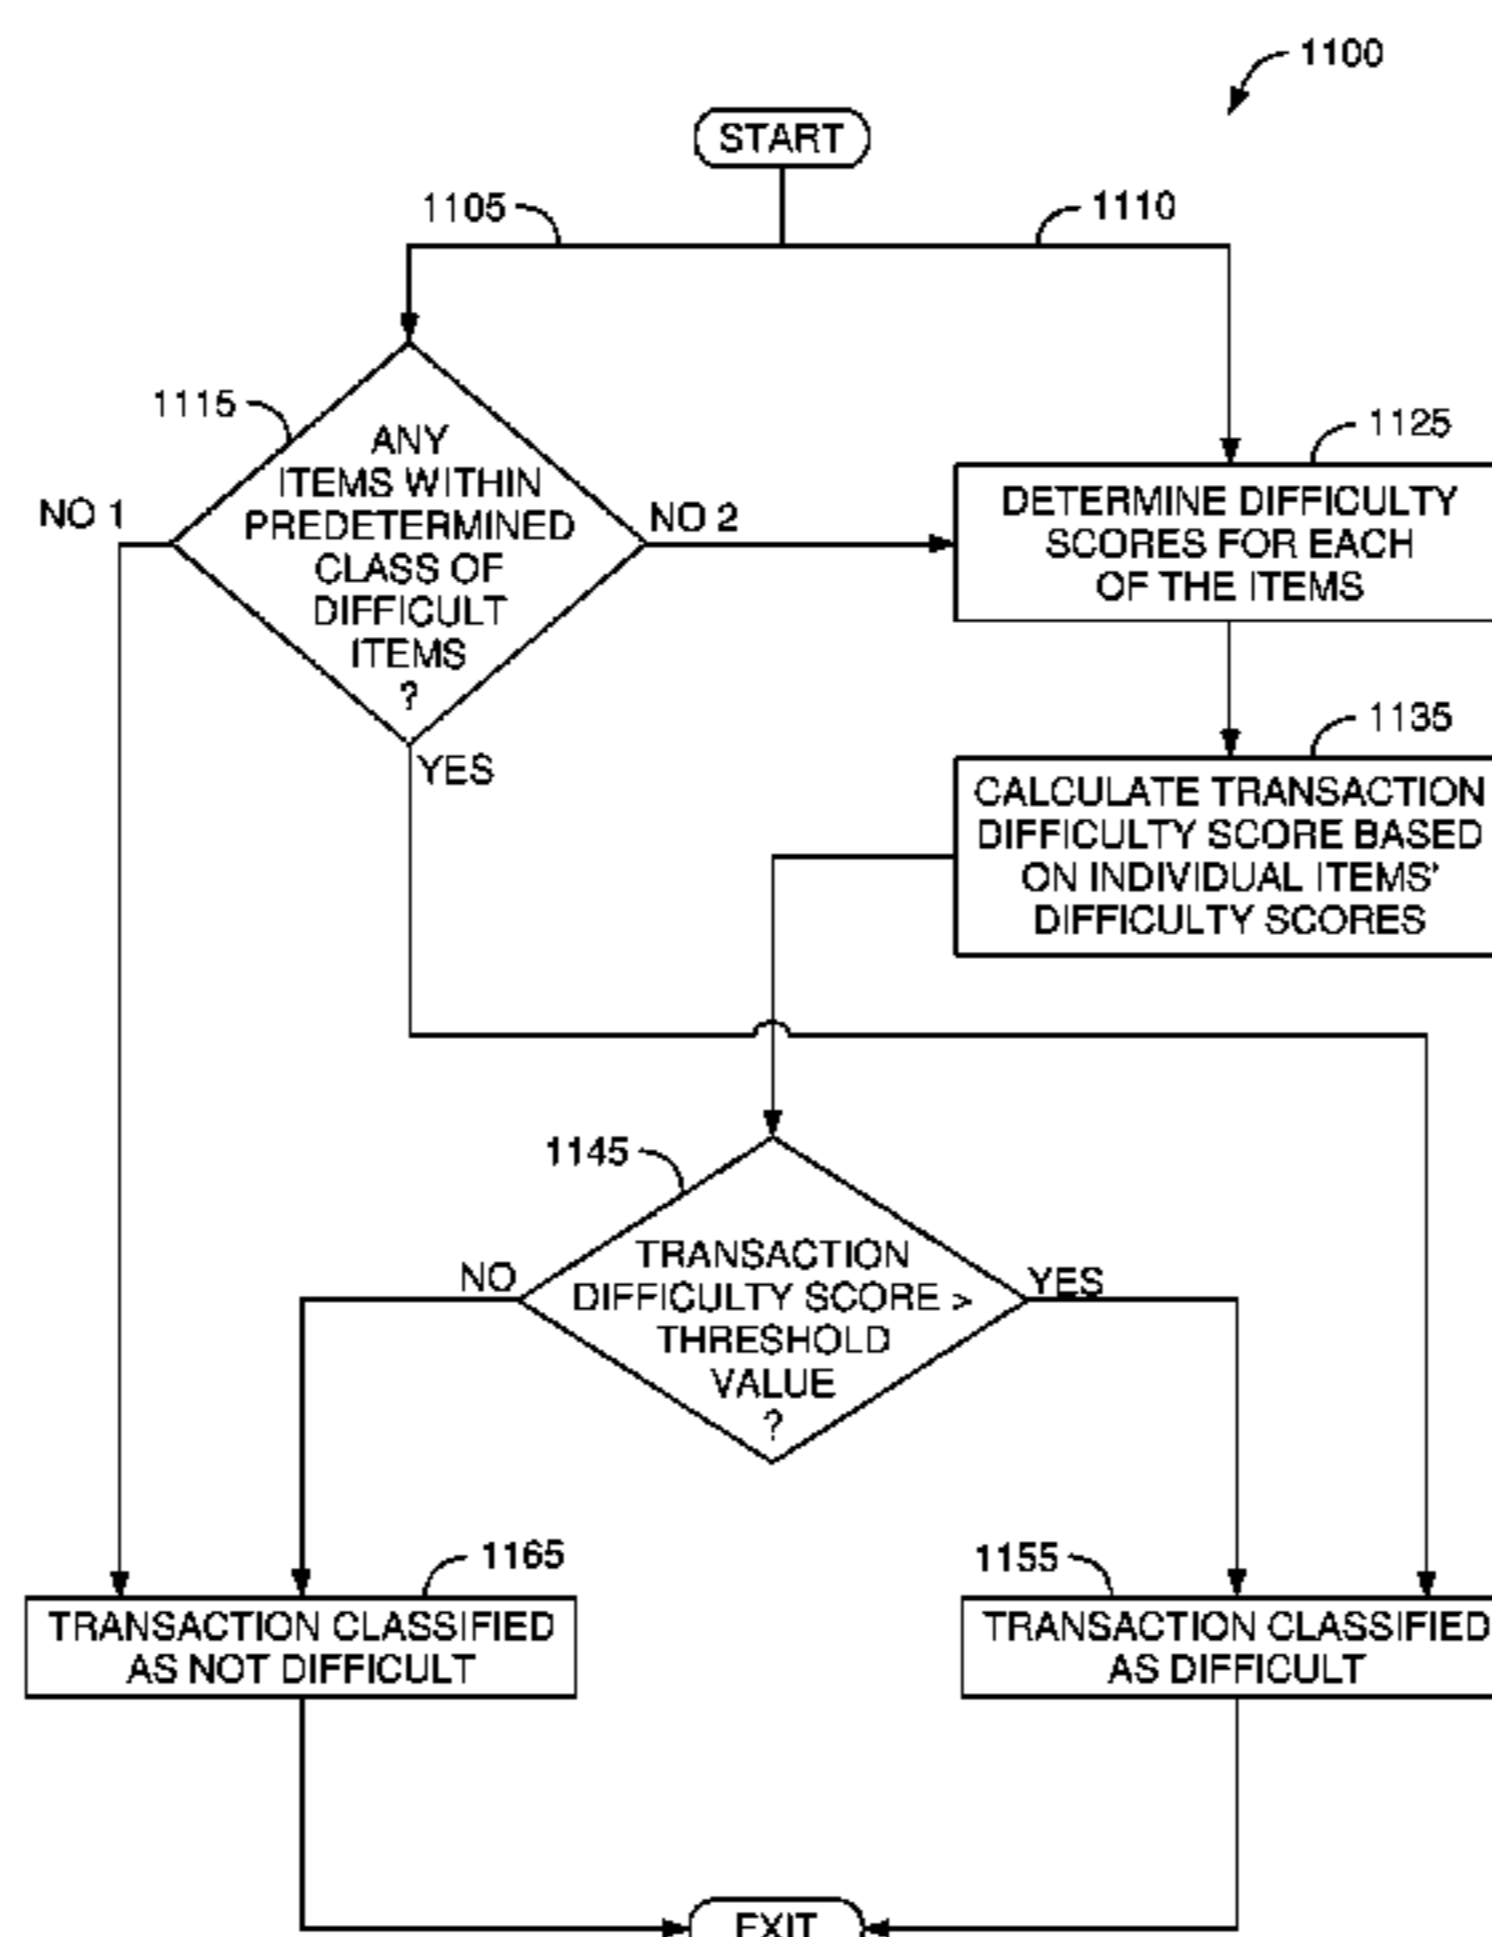 1100
START
1105
1110
1115
ANY
ITEMS WITHIN
PREDETERMINED
CLASS OF
DIFFICULT
ITEMS
?
NO 1
NO 2
YES
1125
DETERMINE DIFFICULTY
SCORES FOR EACH
OF THE ITEMS
1135
CALCULATE TRANSACTION
DIFFICULTY SCORE BASED
ON INDIVIDUAL ITEMS'
DIFFICULTY SCORES
1145
TRANSACTION
DIFFICULTY SCORE >
THRESHOLD
VALUE
?
NO
YES
1165
TRANSACTION CLASSIFIED
AS NOT DIFFICULT
1155
TRANSACTION CLASSIFIED
AS DIFFICULT
EXIT